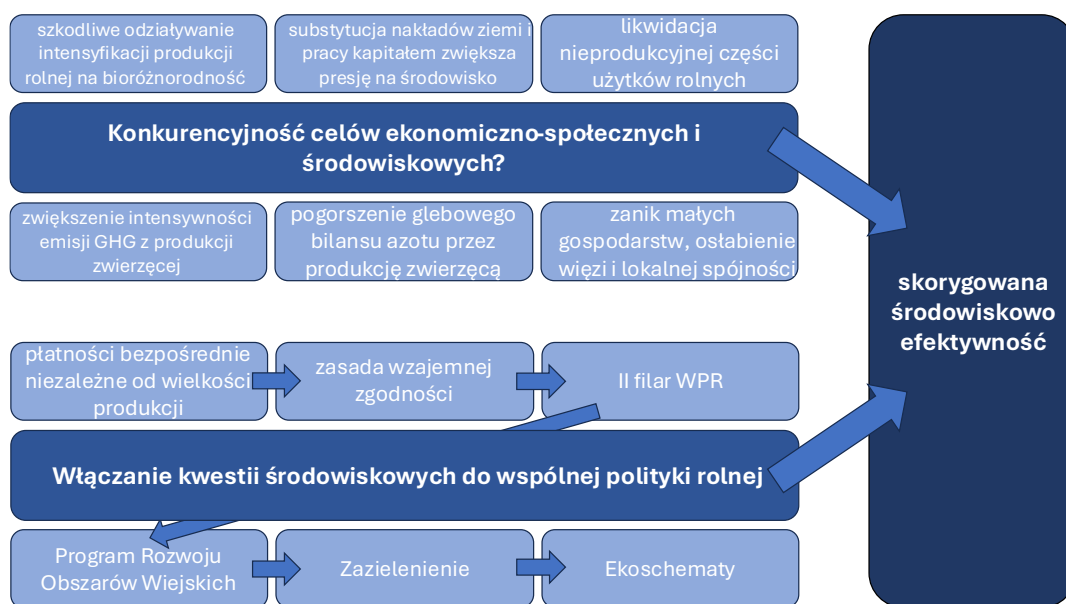 szkodliwe odziaływanie
intensyfikacji produkcji
rolnej na bioróżnorodność
substytucja nakładów ziemi i
pracy kapitałem zwiększa
presję na środowisko
likwidacja
nieprodukcyjnej części
użytków rolnych
Konkurencyjność celów ekonomiczno-społecznych i
środowiskowych?
zwiększenie intensywności
emisji GHG z produkcji
zwierzęcej
pogorszenie glebowego
bilansu azotu przez
produkcję zwierzęcą
zanik małych
gospodarstw, osłabienie
więzi i lokalnej spójności
skorygowana
środowiskowo
efektywność
płatności bezpośrednie
niezależne od wielkości
produkcji
zasada wzajemnej
zgodności
II filar WPR
Włączanie kwestii środowiskowych do wspólnej polityki rolnej
Program Rozwoju
Obszarów Wiejskich
Zazielenienie
Ekoschematy